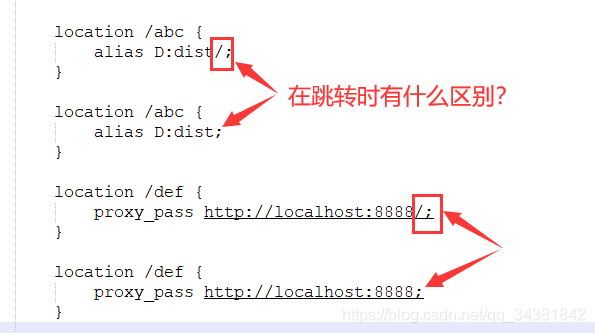 location /abc {
alias D:dist/;
}
在跳转时有什么区别？
location /abc {
alias D:dist;
}
location /def {
proxy_pass http://localhost:8888/;
}
location /def {
proxy_pass http://localhost:8888;
}
https://blog.csdn.net/qq_34381842